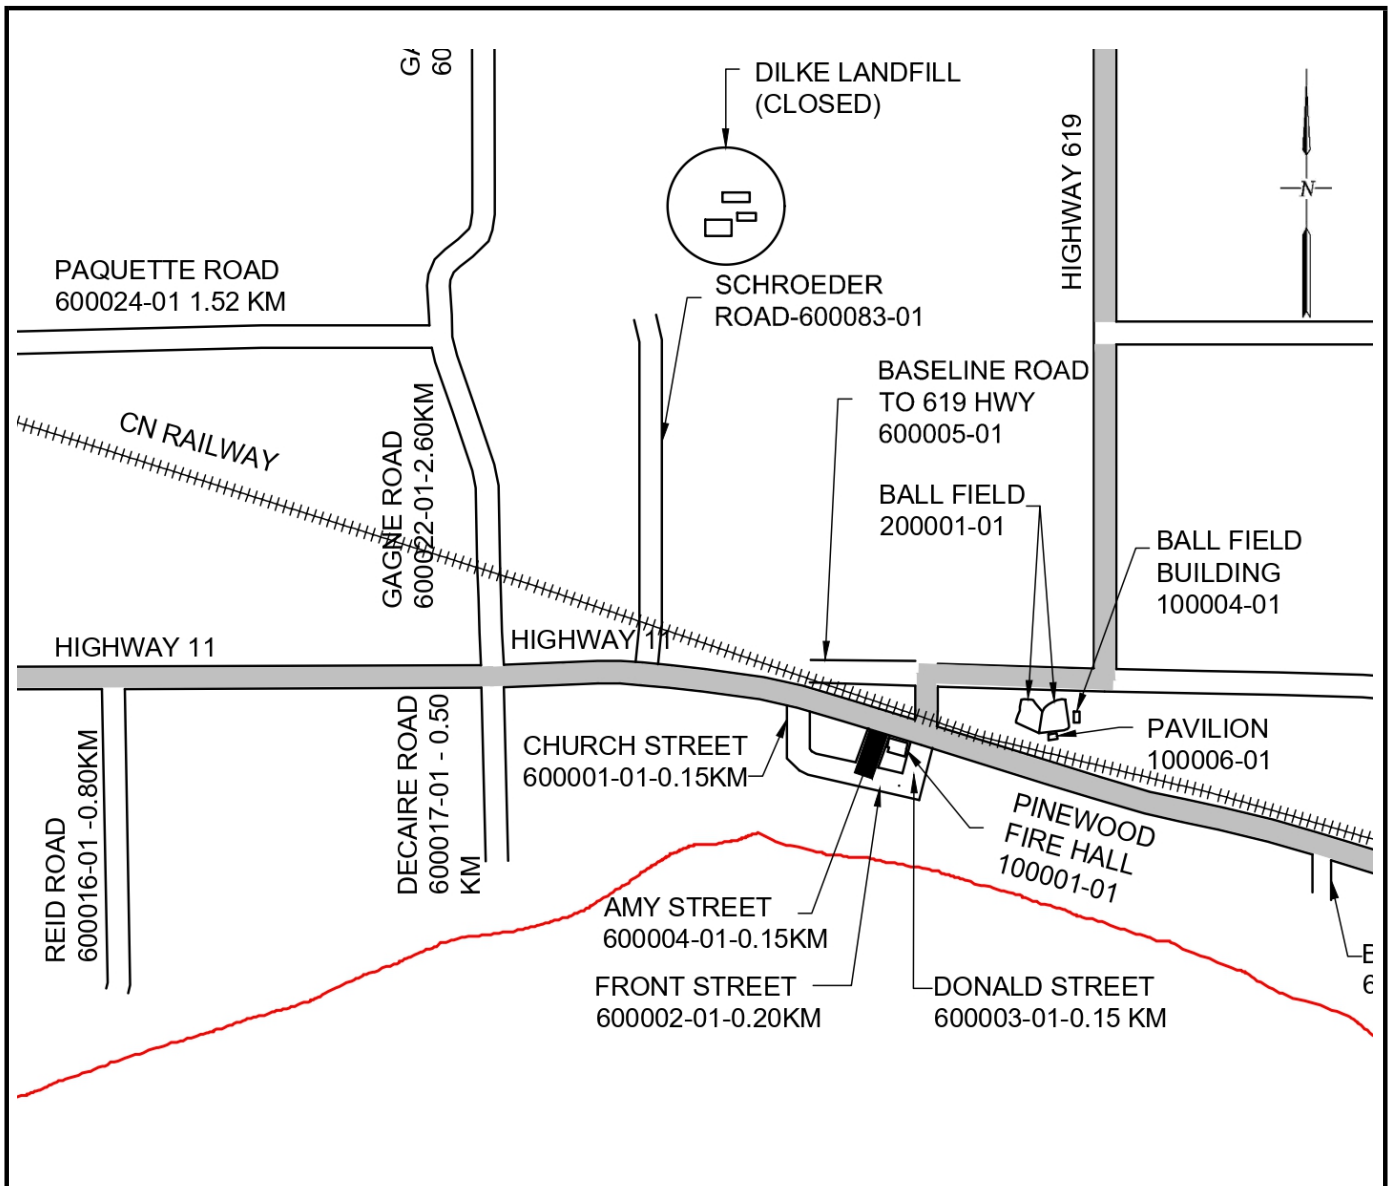 GA
60
DILKE LANDFILL
(CLOSED)
HIGHWAY 619
N
PAQUETTE ROAD
600024-01 1.52 KM
SCHROEDER
ROAD-600083-01
BASELINE ROAD
TO 619 HWY
600005-01
CN RAILWAY
GAGNE ROAD
600022-01-2.60KM
BALL FIELD
200001-01
BALL FIELD
BUILDING
100004-01
HIGHWAY 11
HIGHWAY 11
CHURCH STREET
600001-01-0.15KM
PAVILION
100006-01
REID ROAD
600016-01 -0.80KM
DECAIRE ROAD
600017-01 - 0.50
KM
PINEWOOD
FIRE HALL
100001-01
AMY STREET
600004-01-0.15KM
FRONT STREET
600002-01-0.20KM
DONALD STREET
600003-01-0.15 KM
6